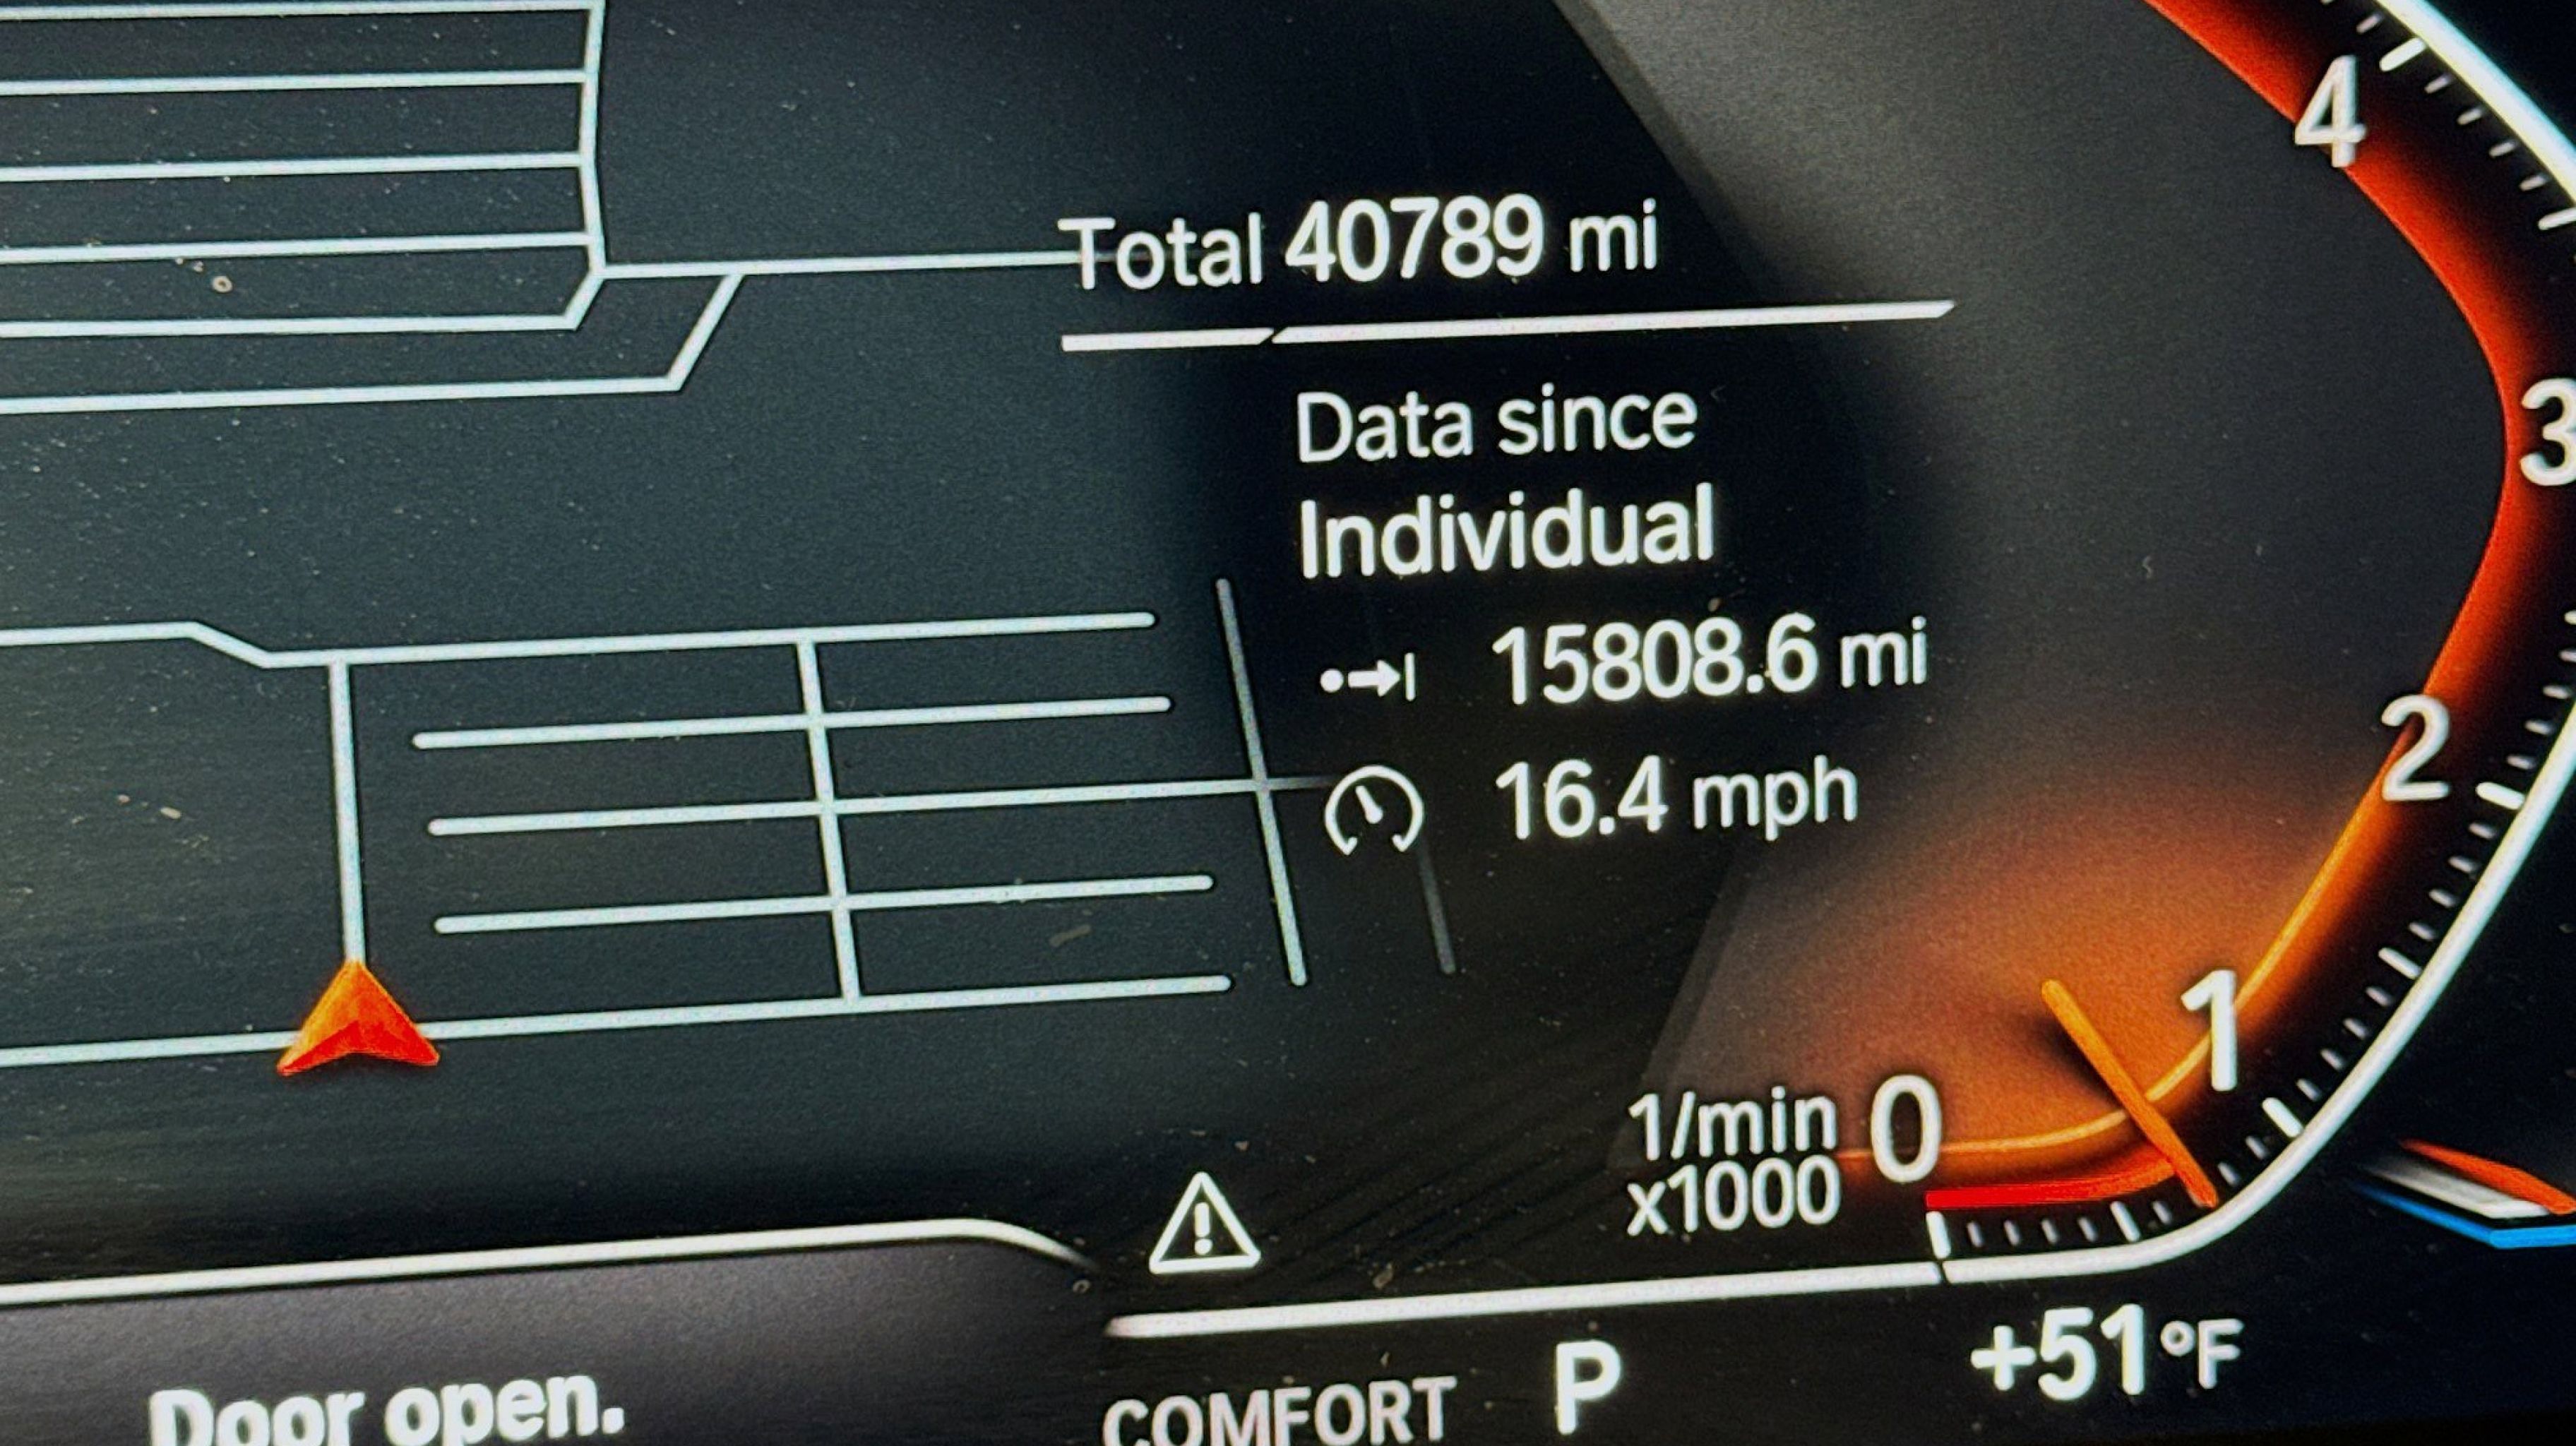 4
Total 40789 mi
3
Data since
Individual
15808.6 mi
2
16.4 mph
1
1/min 0
x1000
+51°F
P
COMFORT
Door open.